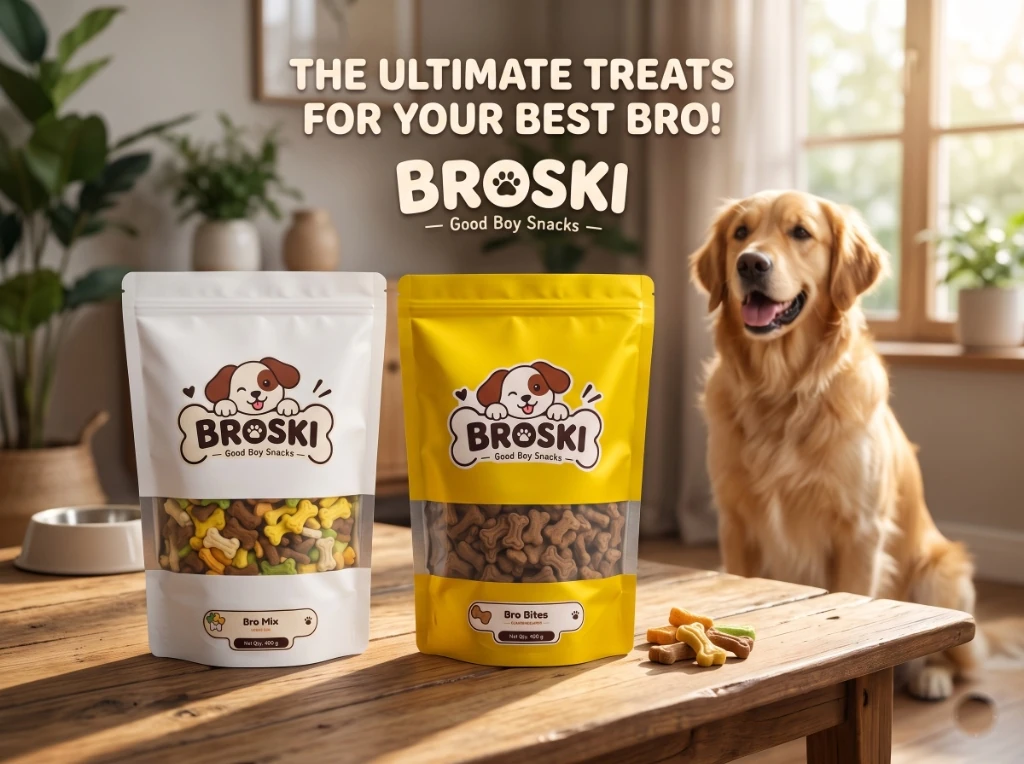 THE ULTIMATE TREATS
FOR YOUR BEST BRO!
BROSKI
Good Boy Snacks
BROSKI
Good Boy Snacks
Bro Mix
Net Qty. 400 g
BROSKI
Good Boy Snacks
Bro Bites
Net Qty. 400 g